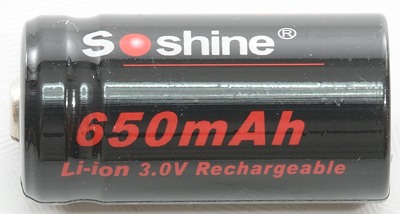 Soshine®
650mAh
Li-ion 3.0V Rechargeable